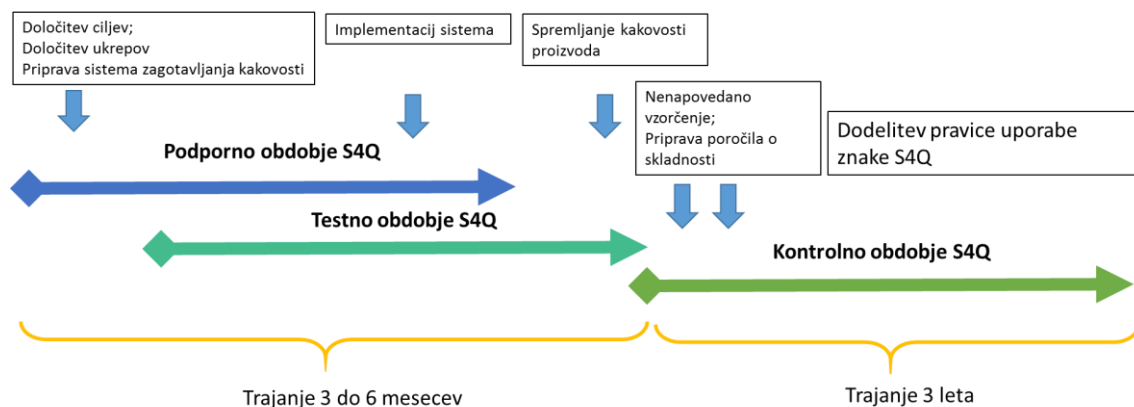 Določitev ciljev;
Določitev ukrepov
Priprava sistema zagotavljanja kakovosti
Implementacij sistema
Spremljanje kakovosti
proizvoda
Nenapovedano
vzorčenje;
Priprava poročila o
skladnosti
Dodelitev pravice uporabe
znake S4Q
Podporno obdobje S4Q
Testno obdobje S4Q
Kontrolno obdobje S4Q
Trajanje 3 do 6 mesecev
Trajanje 3 leta